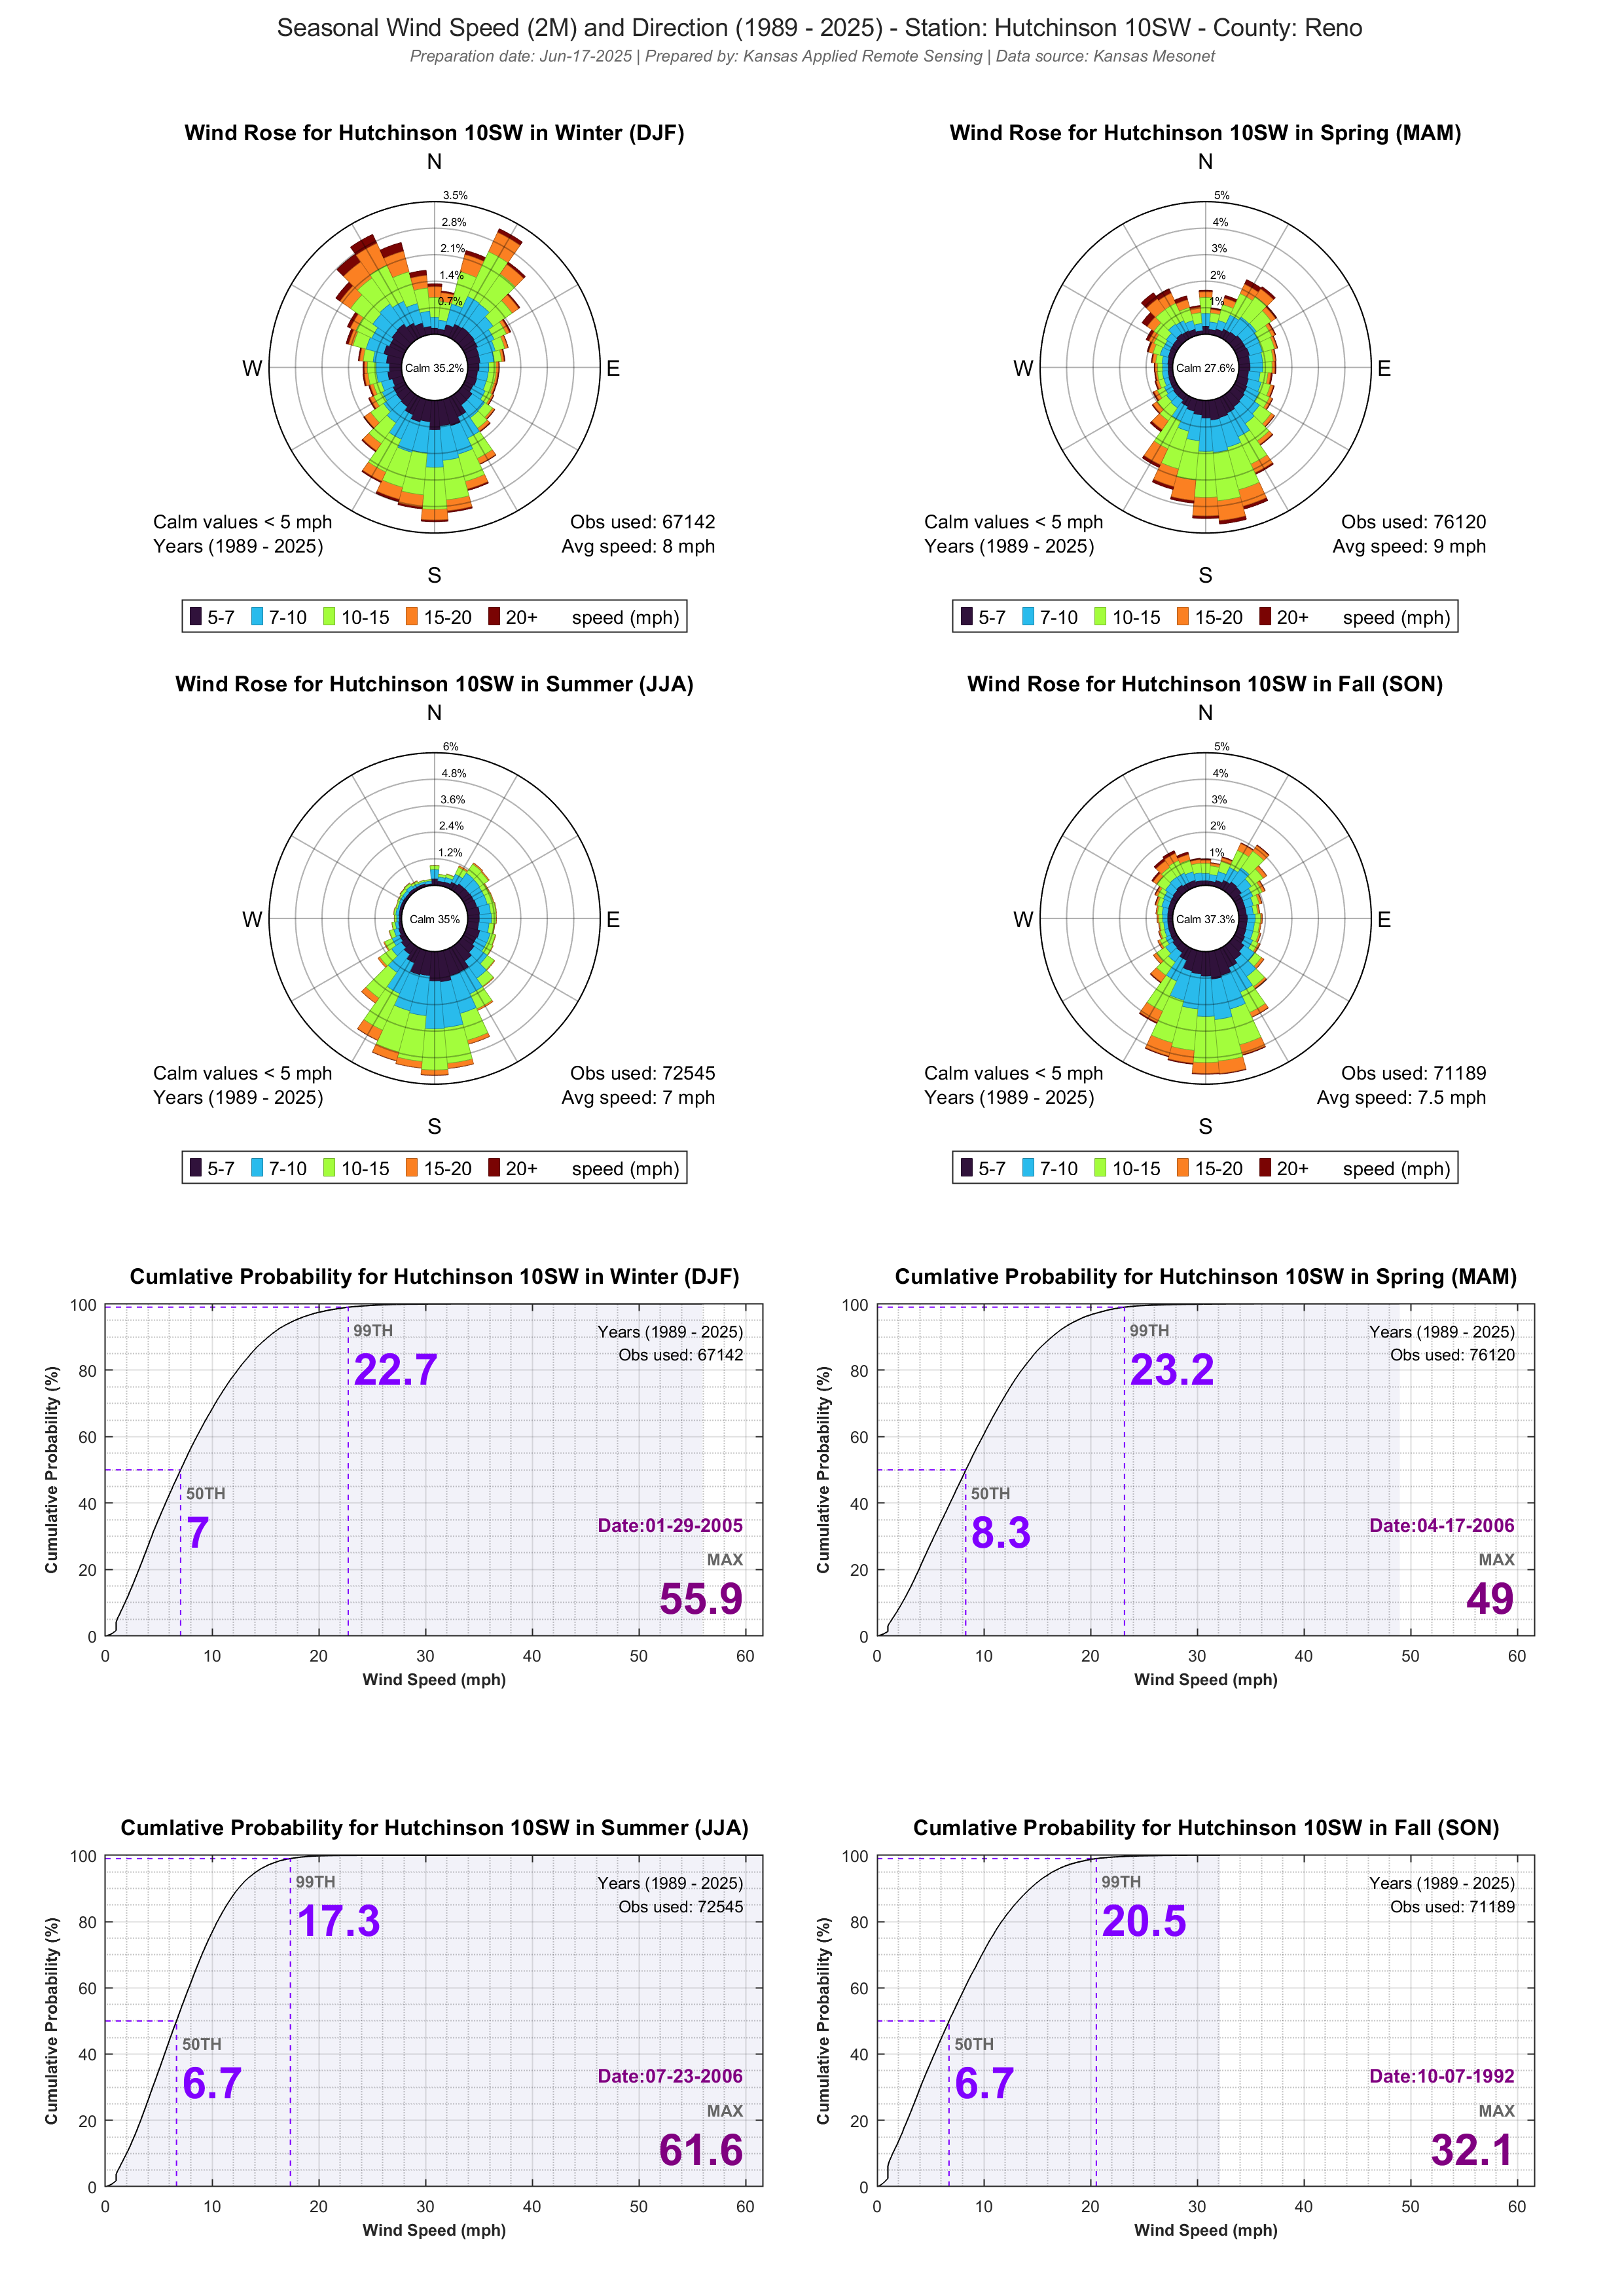 Seasonal Wind Speed (2M) and Direction (1989 - 2025) - Station: Hutchinson 10SW - County: Reno
Preparation date: Jun-17-2025 | Prepared by: Kansas Applied Remote Sensing | Data source: Kansas Mesonet
Wind Rose for Hutchinson 10SW in Winter (DJF)
N
3.5%
2.8%
2.1%
1.4%
0.7%
W
Calm 35.2%
E
Calm values < 5 mph
Obs used: 67142
Years (1989 - 2025)
Avg speed: 8 mph
S
5-7 7-10 10-15 15-20 20+ speed (mph)
Wind Rose for Hutchinson 10SW in Spring (MAM)
N
5%
4%
3%
2%
1%
W
Calm 27.6%
E
Calm values < 5 mph
Obs used: 76120
Years (1989 - 2025)
Avg speed: 9 mph
S
5-7 7-10 10-15 15-20 20+ speed (mph)
Wind Rose for Hutchinson 10SW in Summer (JJA)
N
6%
4.8%
3.6%
2.4%
1.2%
W
Calm 35%
E
Calm values < 5 mph
Obs used: 72545
Years (1989 - 2025)
Avg speed: 7 mph
S
5-7 7-10 10-15 15-20 20+ speed (mph)
Wind Rose for Hutchinson 10SW in Fall (SON)
N
5%
4%
3%
2%
1%
W
Calm 37.3%
E
Calm values < 5 mph
Obs used: 71189
Years (1989 - 2025)
Avg speed: 7.5 mph
S
5-7 7-10 10-15 15-20 20+ speed (mph)
Cumlative Probability for Hutchinson 10SW in Winter (DJF)
Cumulative Probability (%)
100
80
60
40
20
0
99TH
22.7
Years (1989 - 2025)
Obs used: 67142
50TH
7
Date:01-29-2005
MAX
55.9
0 10 20 30 40 50 60
Wind Speed (mph)
Cumlative Probability for Hutchinson 10SW in Spring (MAM)
Cumulative Probability (%)
100
80
60
40
20
0
99TH
23.2
Years (1989 - 2025)
Obs used: 76120
50TH
8.3
Date:04-17-2006
MAX
49
0 10 20 30 40 50 60
Wind Speed (mph)
Cumlative Probability for Hutchinson 10SW in Summer (JJA)
Cumulative Probability (%)
100
80
60
40
20
0
99TH
17.3
Years (1989 - 2025)
Obs used: 72545
50TH
6.7
Date:07-23-2006
MAX
61.6
0 10 20 30 40 50 60
Wind Speed (mph)
Cumlative Probability for Hutchinson 10SW in Fall (SON)
Cumulative Probability (%)
100
80
60
40
20
0
99TH
20.5
Years (1989 - 2025)
Obs used: 71189
50TH
6.7
Date:10-07-1992
MAX
32.1
0 10 20 30 40 50 60
Wind Speed (mph)